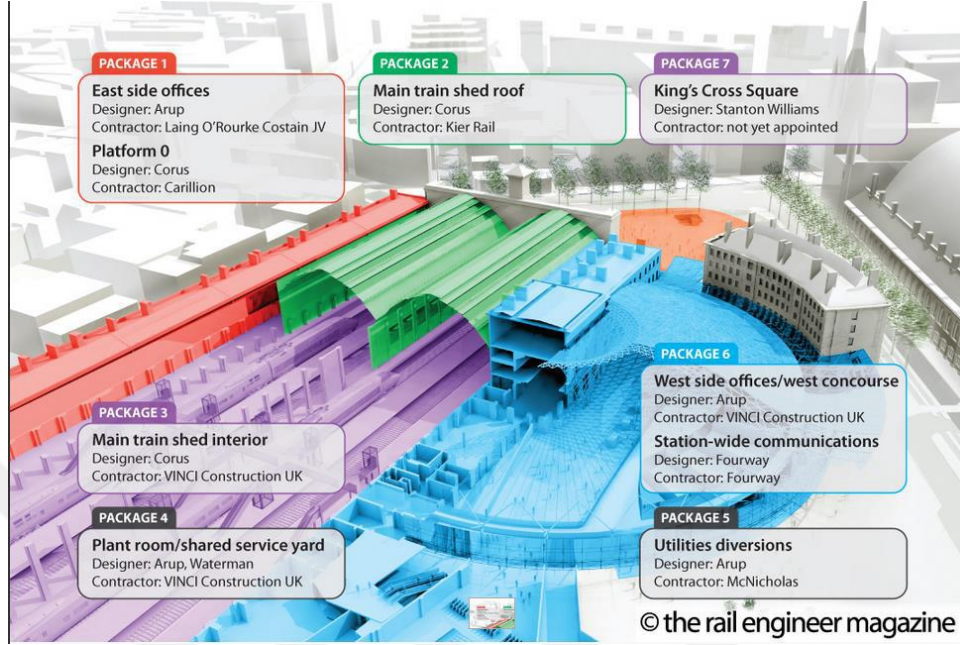 PACKAGE 1
East side offices
Designer: Arup
Contractor: Laing O'Rourke Costain JV
Platform 0
Designer: Corus
Contractor: Carillion
PACKAGE 2
Main train shed roof
Designer: Corus
Contractor: Kier Rail
PACKAGE 7
King's Cross Square
Designer: Stanton Williams
Contractor: not yet appointed
PACKAGE 3
Main train shed interior
Designer: Corus
Contractor: VINCI Construction UK
PACKAGE 6
West side offices/west concourse
Designer: Arup
Contractor: VINCI Construction UK
Station-wide communications
Designer: Fourway
Contractor: Fourway
PACKAGE 4
Plant room/shared service yard
Designer: Arup, Waterman
Contractor: VINCI Construction UK
PACKAGE 5
Utilities diversions
Designer: Arup
Contractor: McNicholas
© the rail engineer magazine